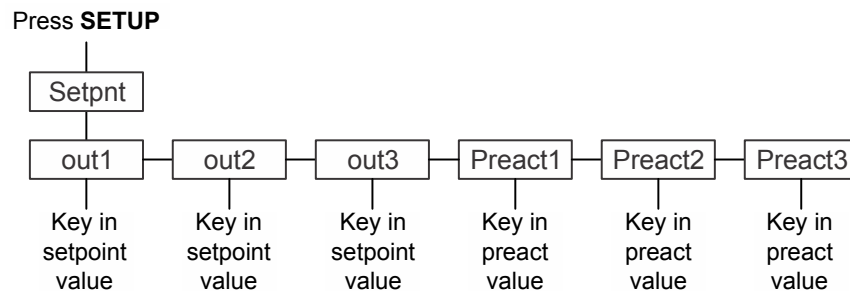 Press SETUP
Setpnt
out1 out2 out3 Preact1 Preact2 Preact3
Key in Key in Key in Key in Key in Key in
setpoint setpoint setpoint preact preact preact
value value value value value value